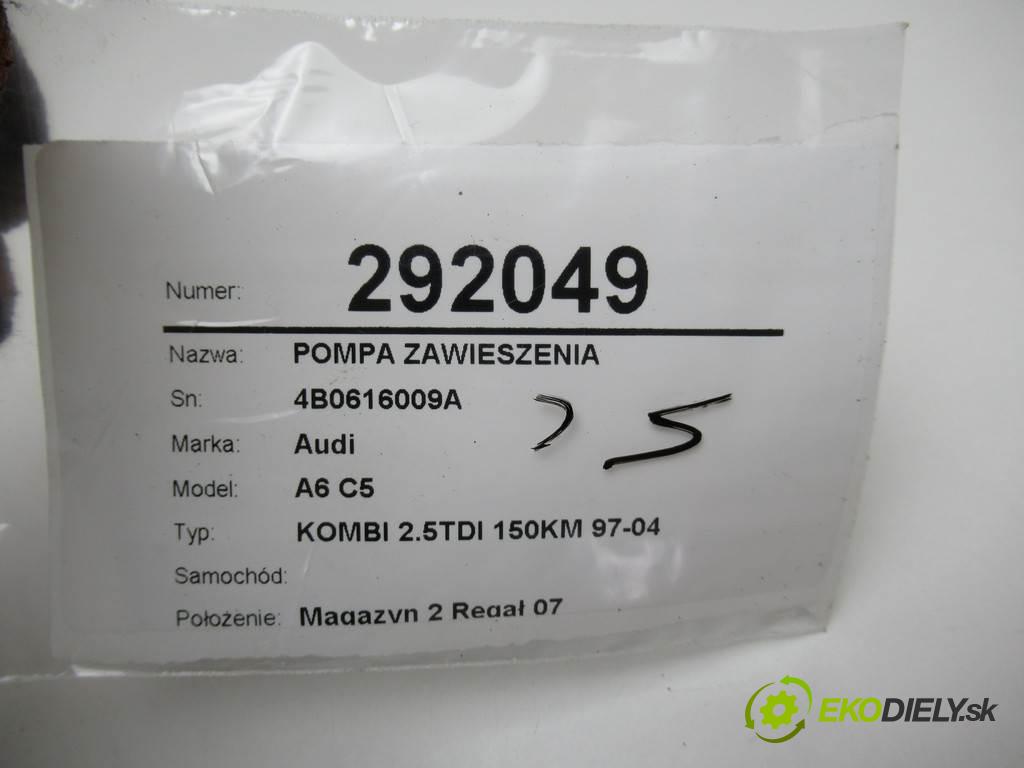 Numer: 292049
Nazwa: POMPA ZAWIESZENIA
Sn: 4B0616009A
Marka: Audi
Model: A6 C5
Typ: KOMBI 2.5TDI 150KM 97-04
Samochód:
Położenie: Magazyn 2 Regał 07
EKODIELY.sk